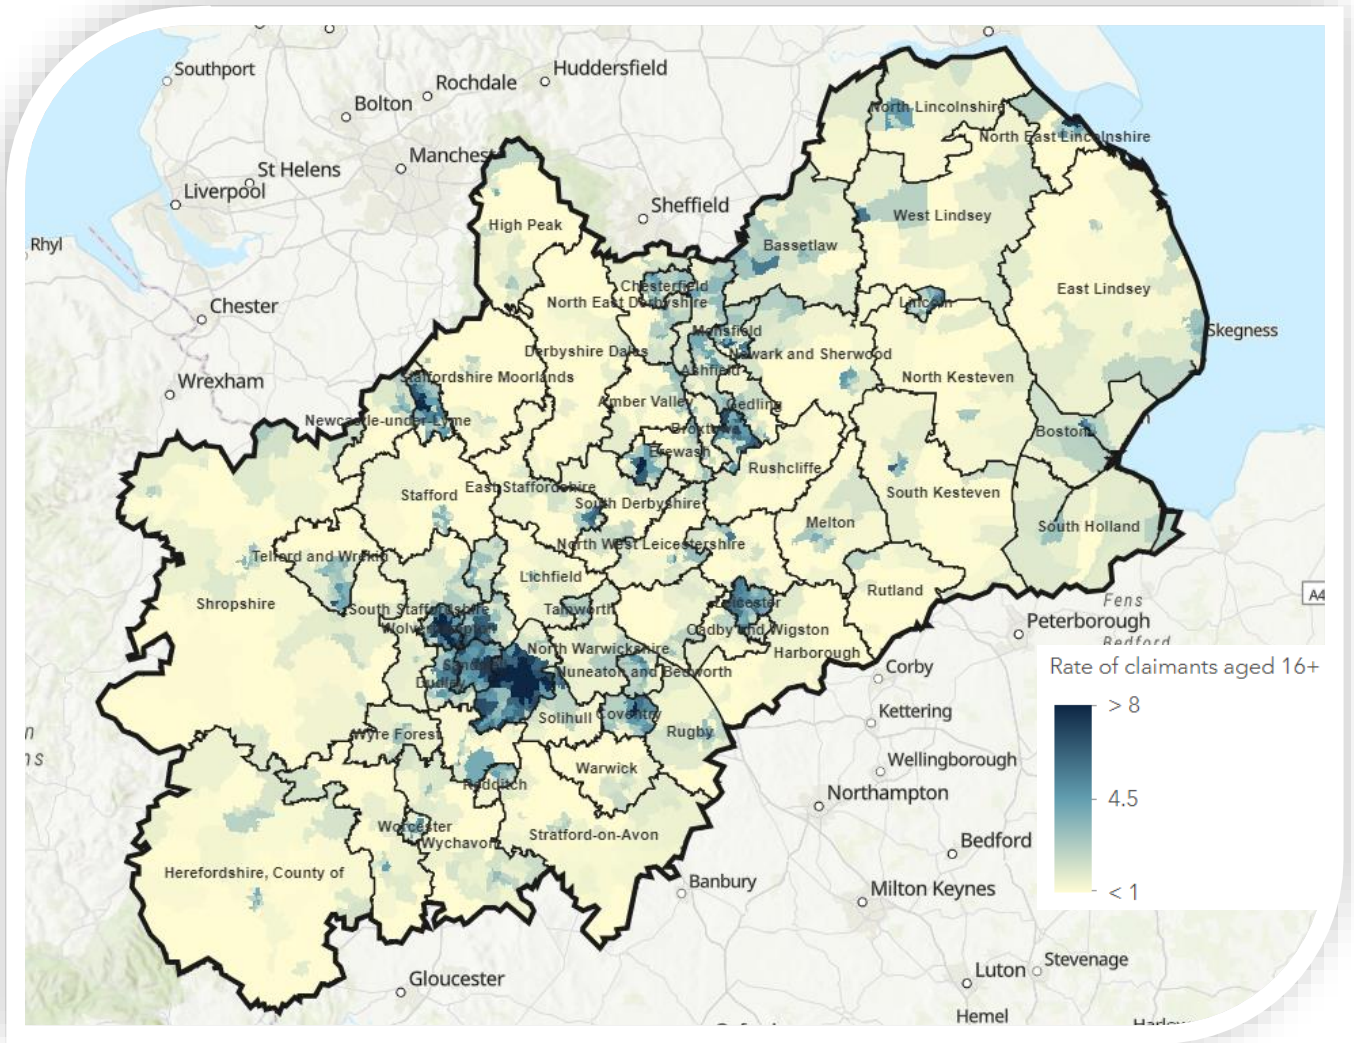 Southport
Rochdale
Huddersfield
Bolton
St Helens
Liverpool
Sheffield
Rhyl
Chester
Wrexham
North Lincolnshire
North East Lincolnshire
High Peak
West Lindsey
Bassetlaw
Chesterfield
North East Derbyshire
Lincoln
East Lindsey
Skegness
Mansfield
Derbyshire Dales
Newark and Sherwood
Ashfield
Staffordshire Moorlands
North Kesteven
Amber Valley
Gedling
Newcastle-under-Lyme
Boston
Erewash
Rushcliffe
Stafford
East Staffordshire
South Derbyshire
South Kesteven
Melton
South Holland
North West Leicestershire
Telford and Wrekin
Lichfield
Rutland
Shropshire
South Staffordshire
Tamworth
Leicester
Fens
Peterborough
Oadby and Wigston
North Warwickshire
Harborough
Nuneaton and Bedworth
Corby
Dudley
Solihull
Coventry
Kettering
Rugby
Wyre Forest
Warwick
Wellingborough
Redditch
Northampton
Worcester
Wychavon
Stratford-on-Avon
Bedford
Herefordshire, County of
Banbury
Milton Keynes
Gloucester
Luton
Stevenage
Hemel
A4
Rate of claimants aged 16+
> 8
4.5
< 1